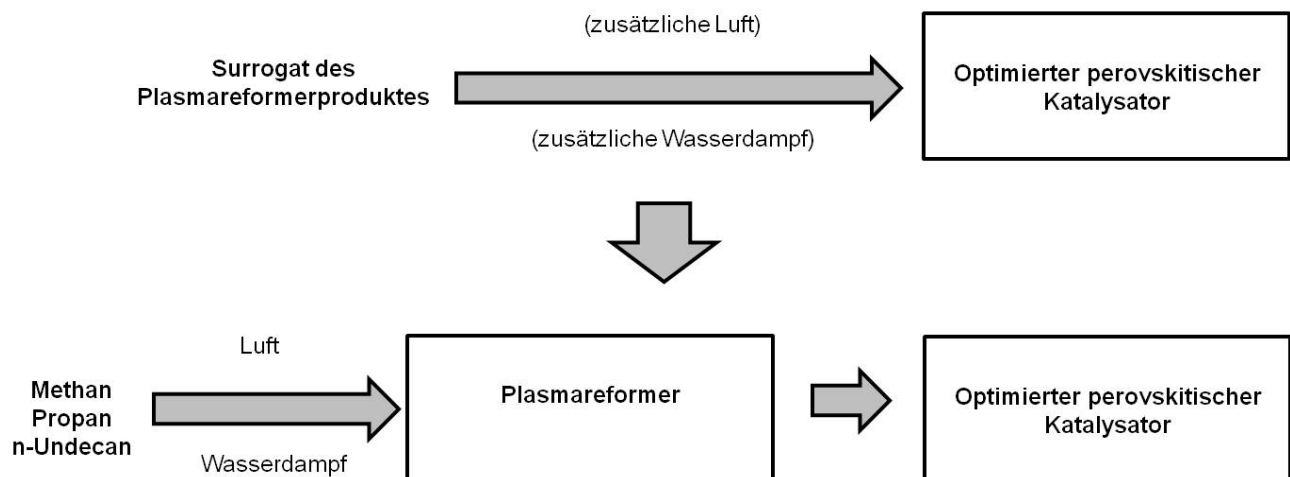 (zusätzliche Luft)
Surrogat des
Plasmareformerproduktes
Optimierter perovskitischer
Katalysator
(zusätzliche Wasserdampf)
Luft
Methan
Propan
n-Undecan
Plasmareformer
Optimierter perovskitischer
Katalysator
Wasserdampf